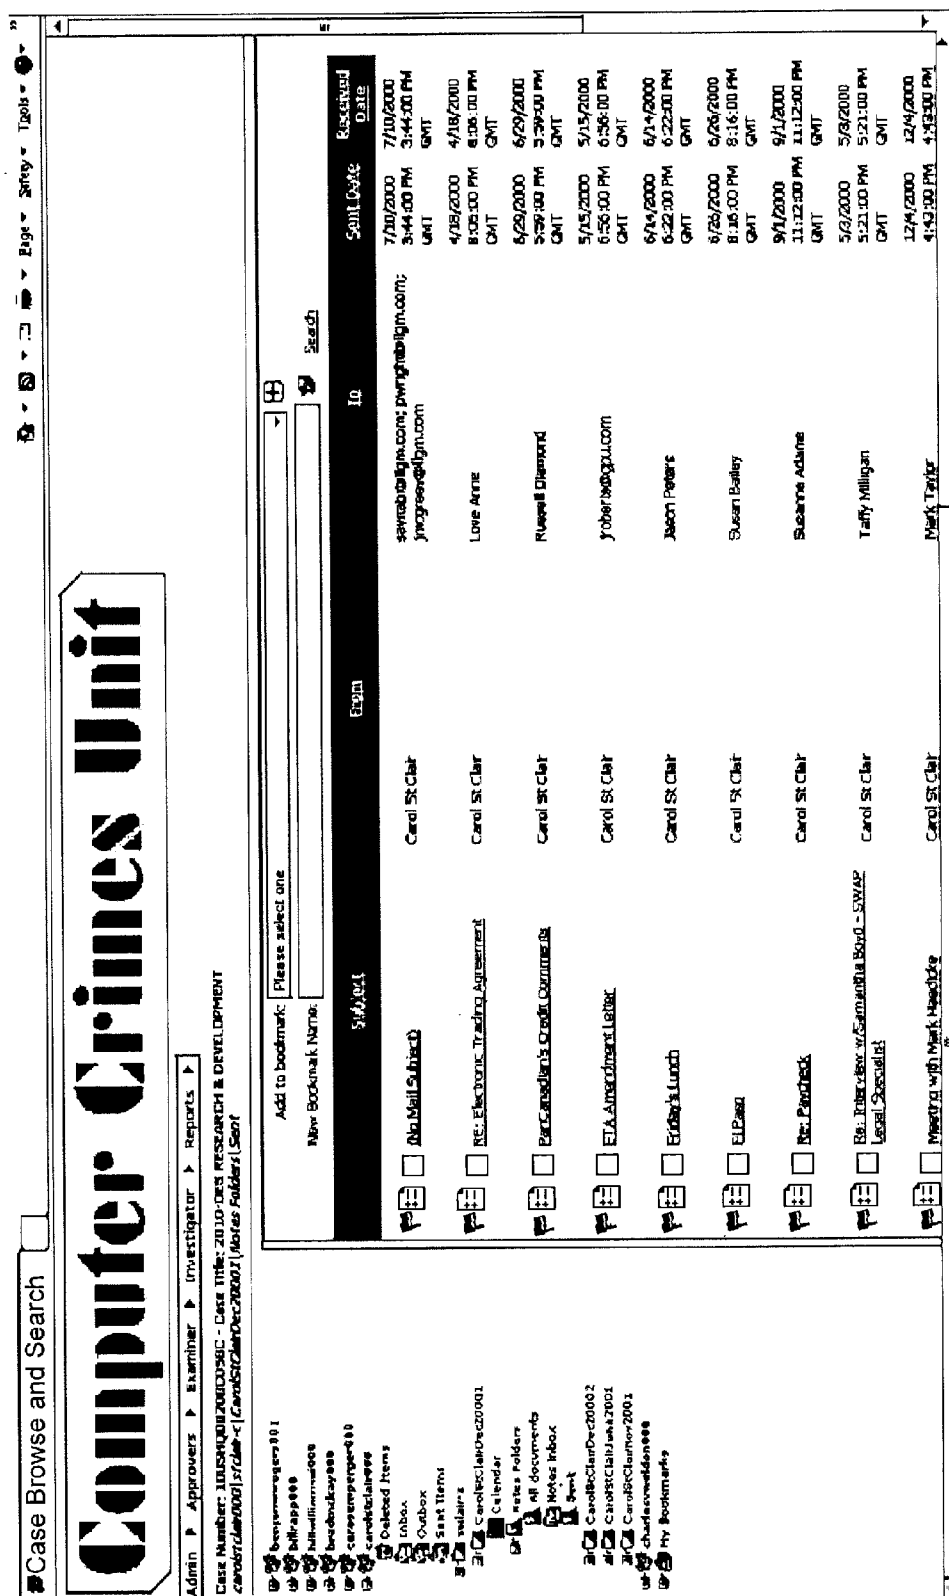 Page Safety Tools
Case Browse and Search
Computer Crimes Unit
Admin Approvers Examiner Investigator Reports
Case Title: 2010-DES RESEARCH & DEVELOPMENT
Add to bookmark: Please select one
New Bookmark Name: Search
Subject From To Sent Date Received Date
(No Mail Subject) Carol St Clair 7/10/2000 3:44:00 PM GMT 7/10/2000 3:44:00 PM GMT
RE: Electronic Trading Agreement Carol St Clair Love Anne 4/18/2000 4/18/2000
GMT GMT
PanCanadian's Credit Comments Carol St Clair Russell Diamond 6/29/2000 5:59:00 PM GMT 6/29/2000 5:59:00 PM GMT
ETA Amendment Letter Carol St Clair 5/15/2000 6:56:00 PM GMT 5/15/2000 6:56:00 PM GMT
Friday's Lunch Carol St Clair Jason Peters 6/14/2000 6:22:00 PM GMT 6/14/2000 6:22:00 PM GMT
El Paso Carol St Clair Susan Bailey 6/26/2000 8:16:00 PM GMT 6/26/2000 8:16:00 PM GMT
Re: Paycheck Carol St Clair Suzanne Adams 9/1/2000 11:12:00 PM GMT 9/1/2000 11:12:00 PM GMT
Re: Interview w/Samantha Boyd - SWAP Legal Specialist Carol St Clair Taffy Milligan 5/3/2000 5:21:00 PM GMT 5/3/2000 5:21:00 PM GMT
Meeting with Mark Haedicke Carol St Clair Mark Taylor 12/4/2000 4:43:00 PM 12/4/2000 4:43:00 PM
billrapp000
carolstclair000
Deleted Items
Inbox
Outbox
Sent Items
CarolStClairDec20001
Calendar
Notes Folders
All documents
Notes Inbox
Sent
CarolStClairDec20002
CarolStClairJune2001
CarolStClairNov2001
charlesweldon000
My Bookmarks